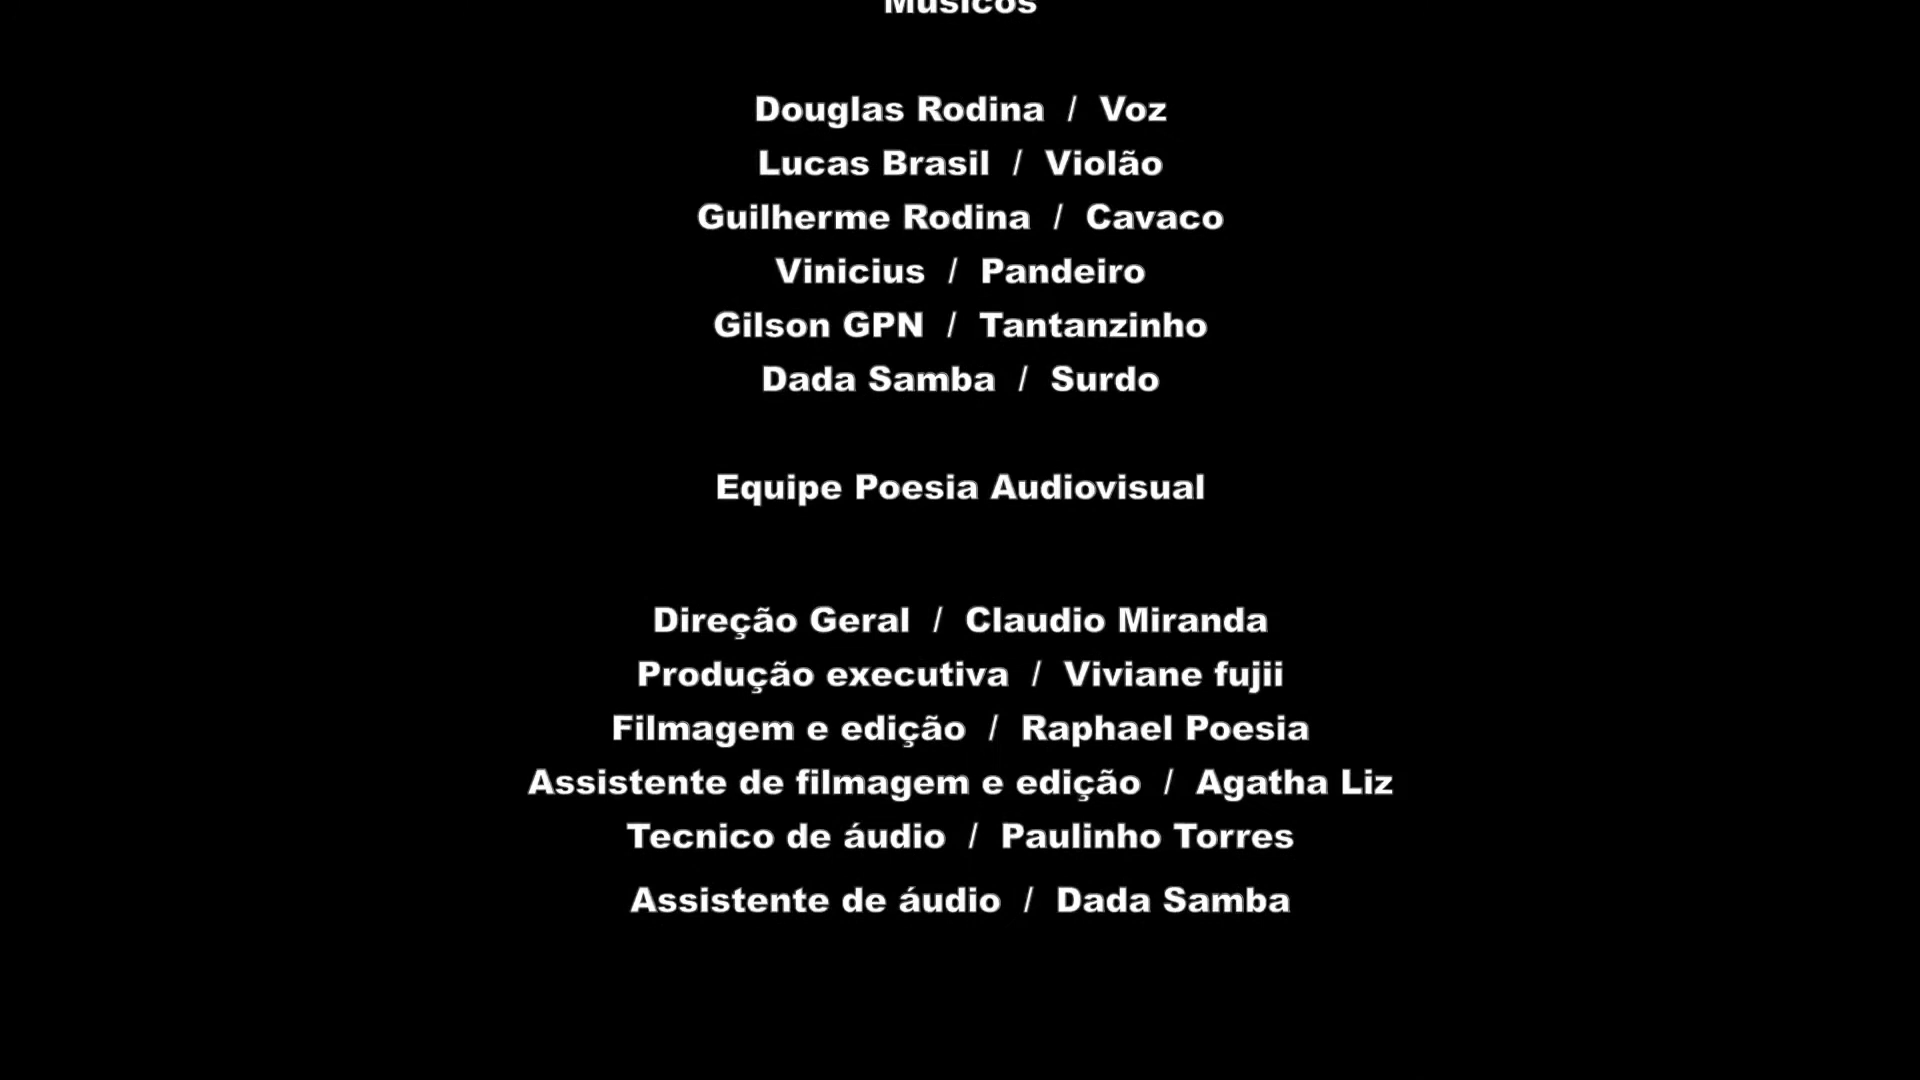 Musicos
Douglas Rodina / Voz
Lucas Brasil / Violão
Guilherme Rodina / Cavaco
Vinicius / Pandeiro
Gilson GPN / Tantanzinho
Dada Samba / Surdo
Equipe Poesia Audiovisual
Direção Geral / Claudio Miranda
Produção executiva / Viviane fujii
Filmagem e edição / Raphael Poesia
Assistente de filmagem e edição / Agatha Liz
Tecnico de áudio / Paulinho Torres
Assistente de áudio / Dada Samba